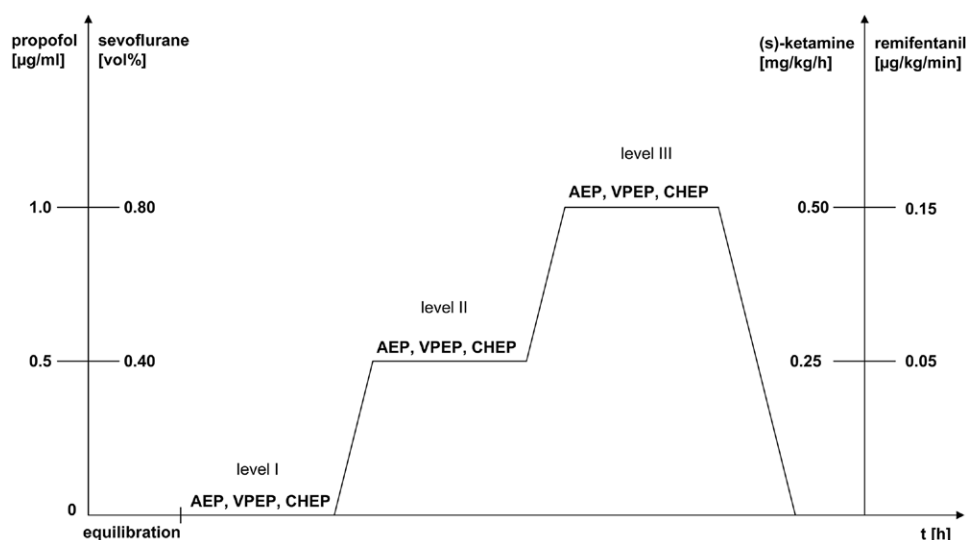 propofol
[µg/ml]
sevoflurane
[vol%]
(s)-ketamine
[mg/kg/h]
remifentanil
[µg/kg/min]
level III
AEP, VPEP, CHEP
1.0
0.80
0.50
0.15
level II
AEP, VPEP, CHEP
0.5
0.40
0.25
0.05
level I
AEP, VPEP, CHEP
0
equilibration
t [h]